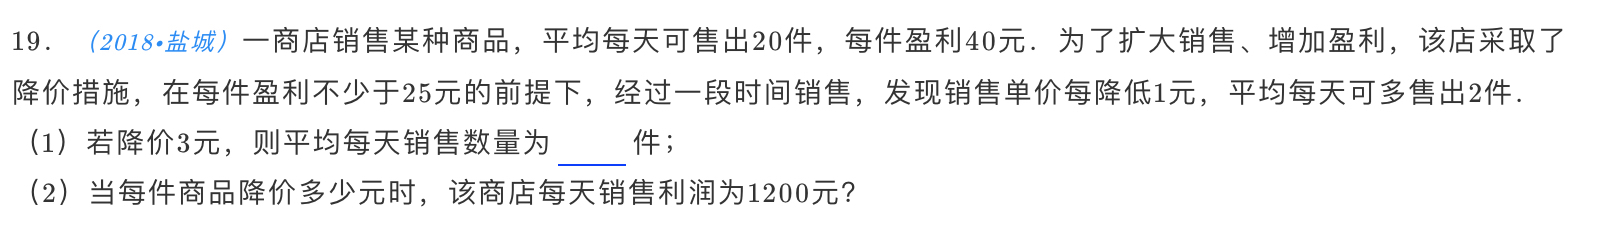 19. （2018•盐城）一商店销售某种商品，平均每天可售出20件，每件盈利40元．为了扩大销售、增加盈利，该店采取了
降价措施，在每件盈利不少于25元的前提下，经过一段时间销售，发现销售单价每降低1元，平均每天可多售出2件．
（1）若降价3元，则平均每天销售数量为____件；
（2）当每件商品降价多少元时，该商店每天销售利润为1200元？